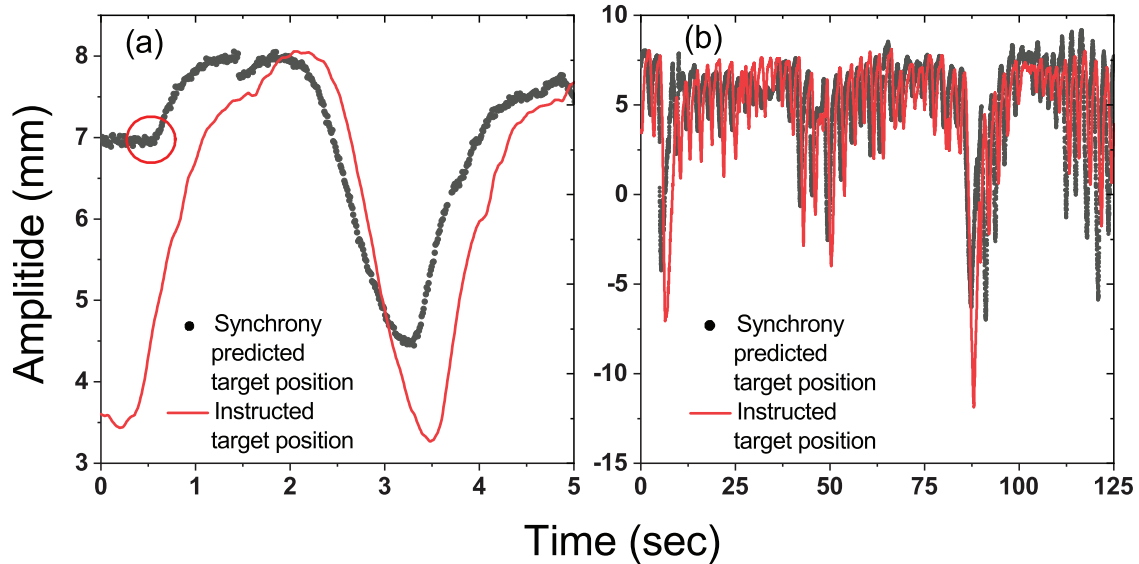 (a)
8
7
6
5
4
3
0
1
2
3
4
5
Synchrony
predicted
target position
Instructed
target position
(b)
15
10
5
0
-5
-10
-15
0
25
50
75
100
125
Synchrony
predicted
target position
Instructed
target position
Amplitide (mm)
Time (sec)